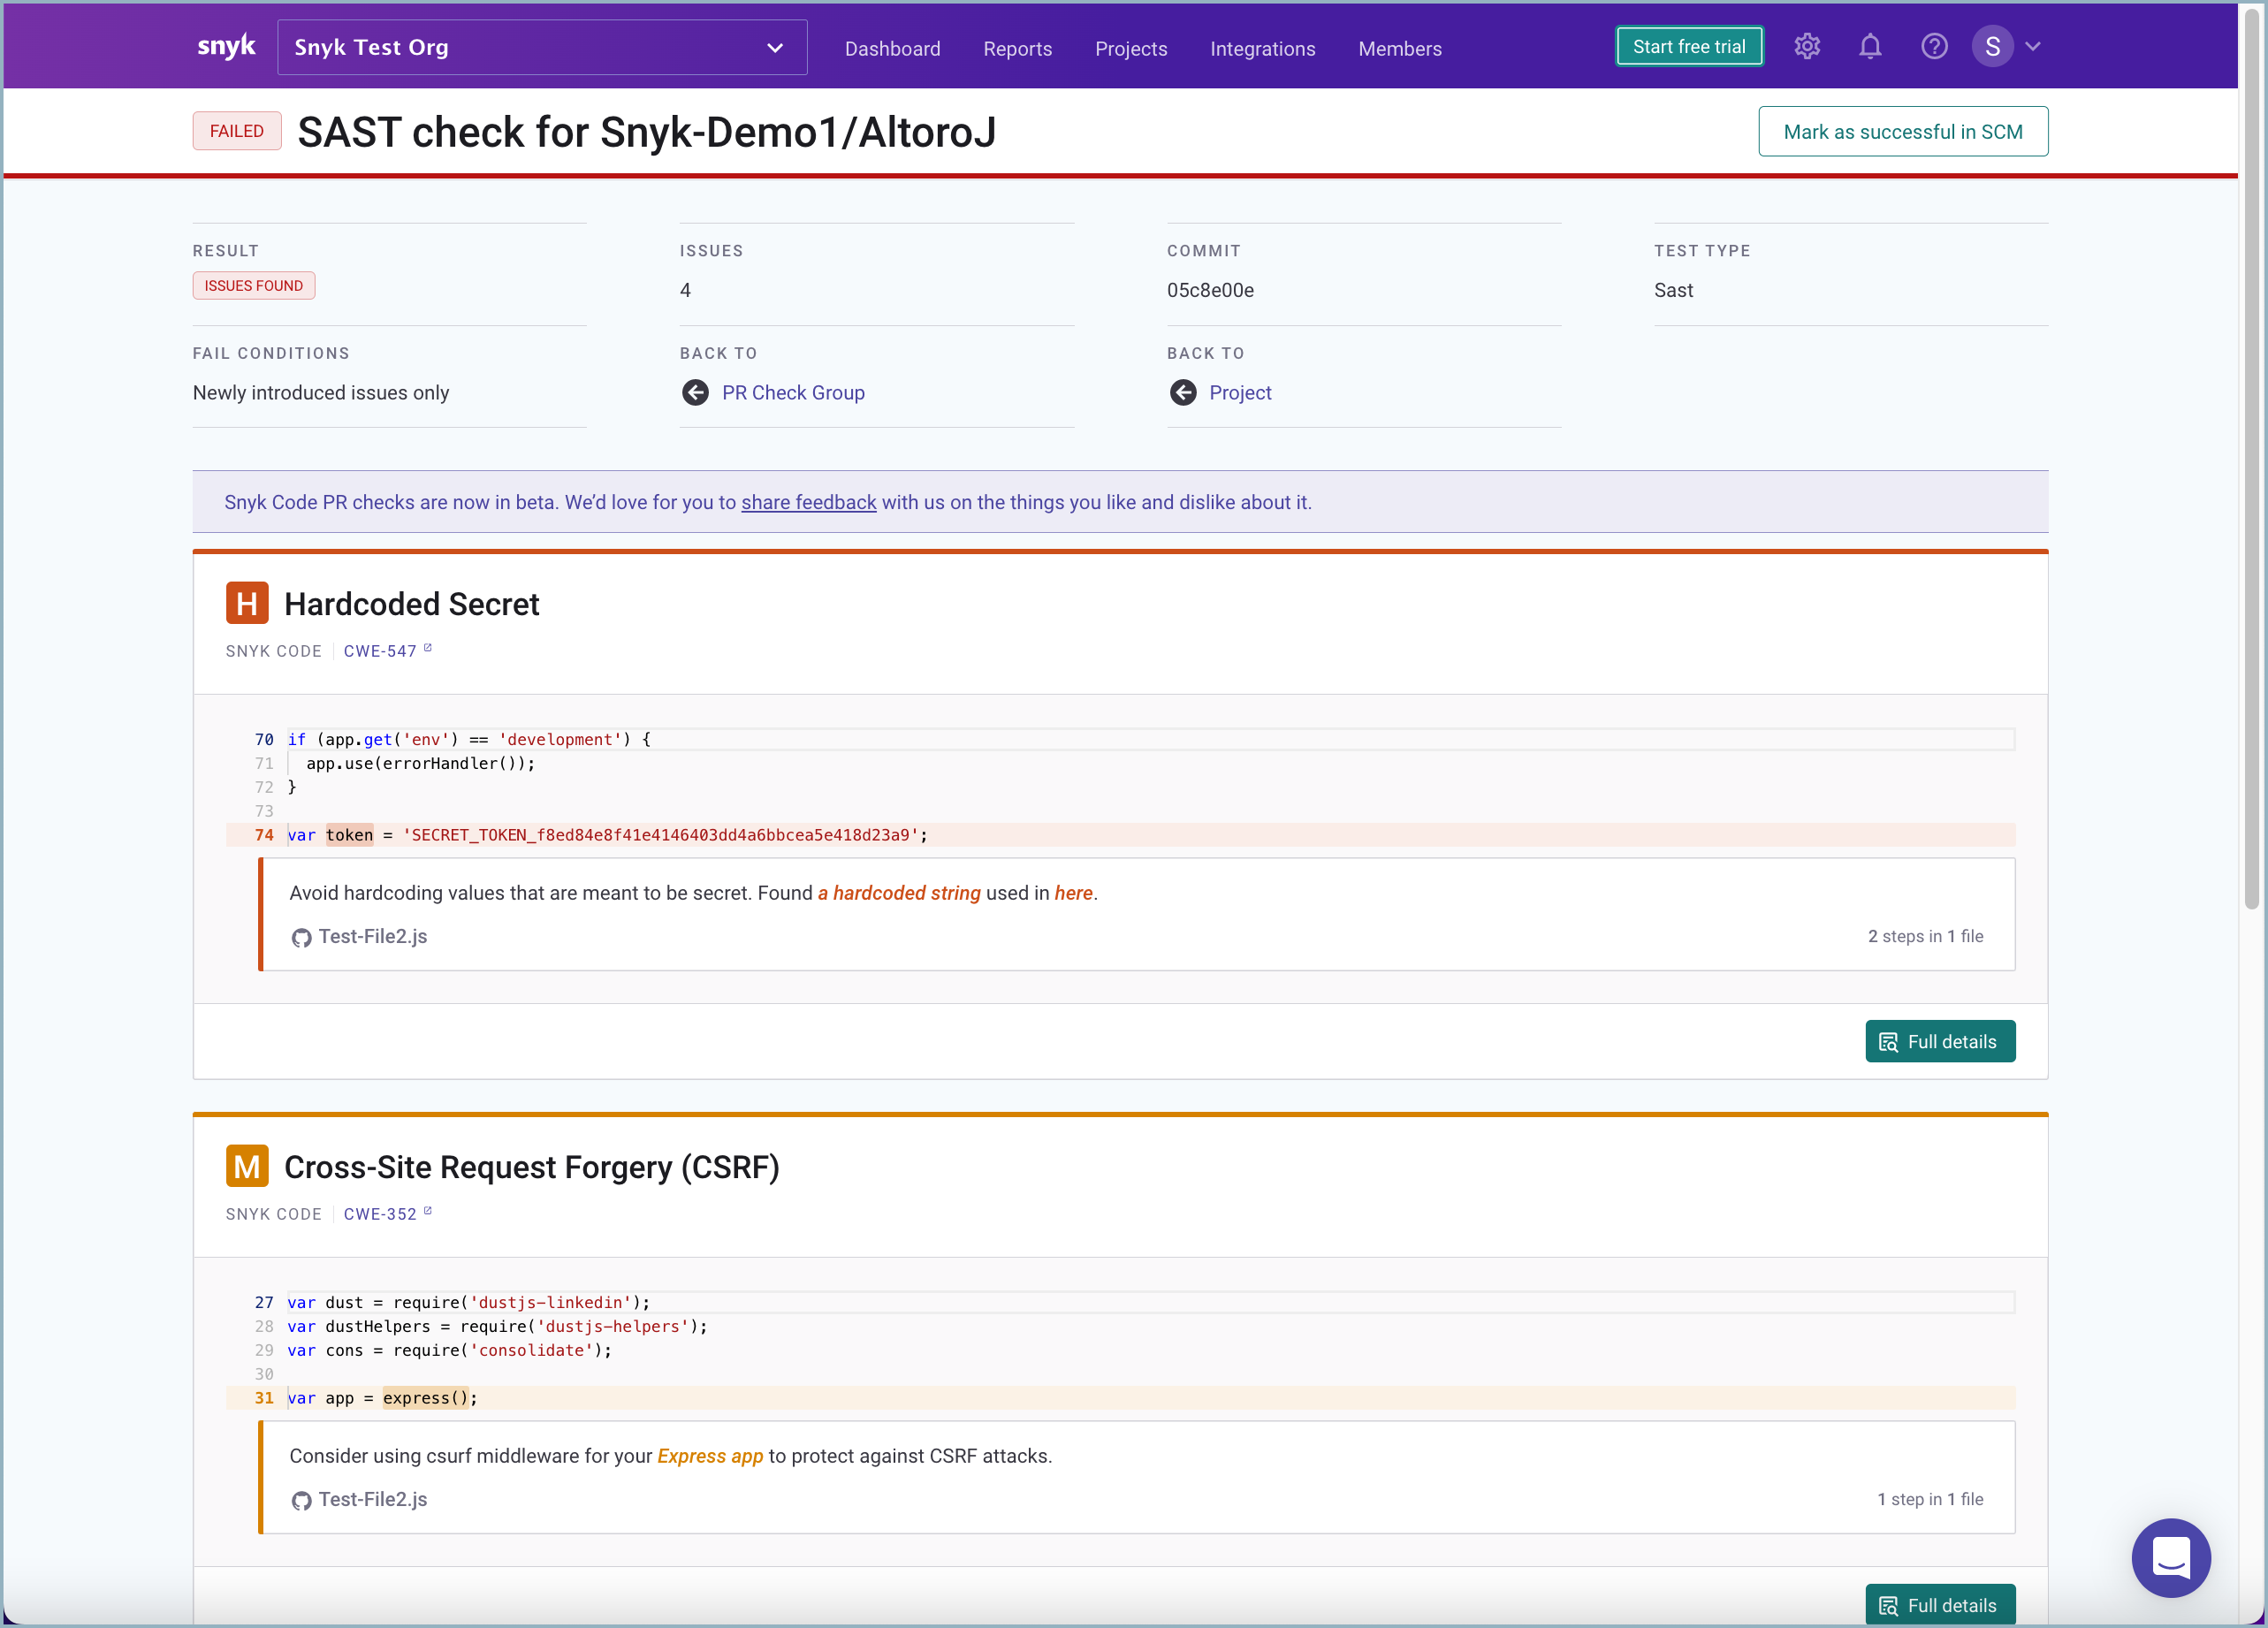 snyk
Snyk Test Org
Dashboard
Reports
Projects
Integrations
Members
Start free trial
S
FAILED
SAST check for Snyk-Demo1/AltoroJ
Mark as successful in SCM
RESULT
ISSUES FOUND
ISSUES
4
COMMIT
05c8e00e
TEST TYPE
Sast
FAIL CONDITIONS
Newly introduced issues only
BACK TO
PR Check Group
BACK TO
Project
Snyk Code PR checks are now in beta. We’d love for you to share feedback with us on the things you like and dislike about it.
H
Hardcoded Secret
SNYK CODE
CWE-547
70 if (app.get('env') == 'development') {
71 app.use(errorHandler());
72 }
73
74 var token = 'SECRET_TOKEN_f8ed84e8f41e4146403dd4a6bbcea5e418d23a9';
Avoid hardcoding values that are meant to be secret. Found a hardcoded string used in here.
Test-File2.js
2 steps in 1 file
Full details
M
Cross-Site Request Forgery (CSRF)
SNYK CODE
CWE-352
27 var dust = require('dustjs-linkedin');
28 var dustHelpers = require('dustjs-helpers');
29 var cons = require('consolidate');
30
31 var app = express();
Consider using csurf middleware for your Express app to protect against CSRF attacks.
Test-File2.js
1 step in 1 file
Full details